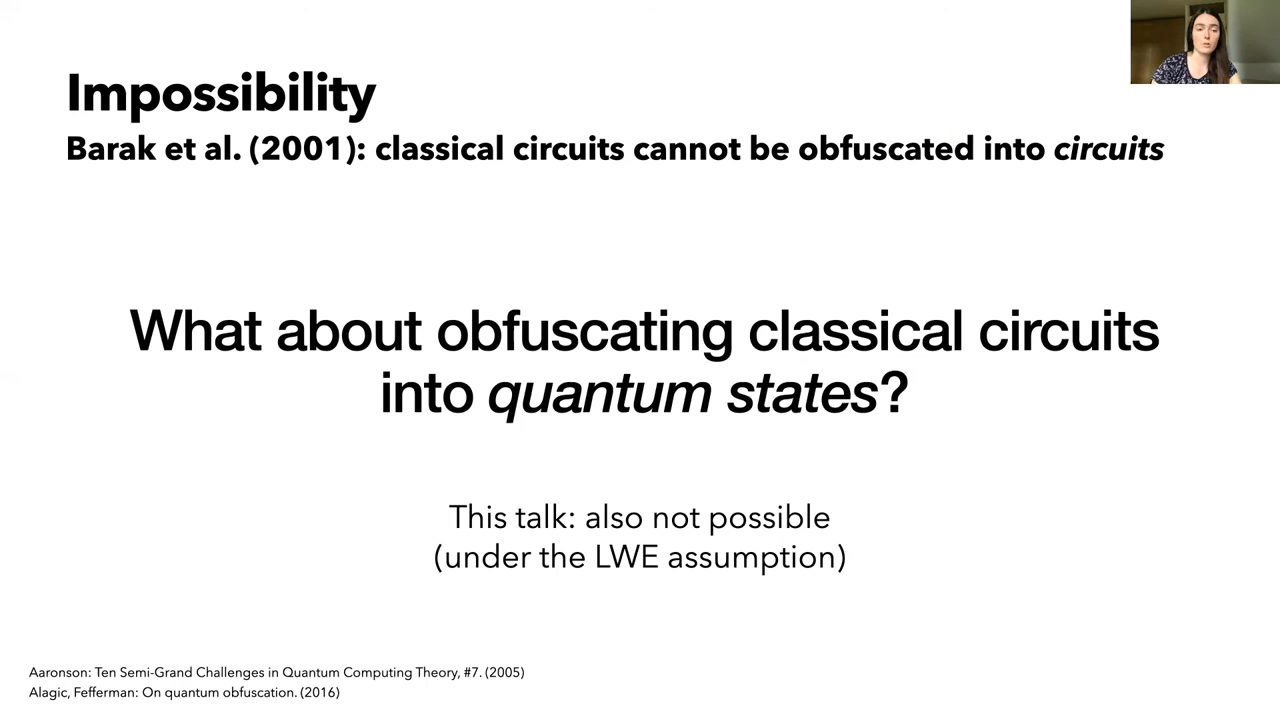 Impossibility
Barak et al. (2001): classical circuits cannot be obfuscated into circuits
What about obfuscating classical circuits
into quantum states?
This talk: also not possible
(under the LWE assumption)
Aaronson: Ten Semi-Grand Challenges in Quantum Computing Theory, #7. (2005)
Alagic, Fefferman: On quantum obfuscation. (2016)